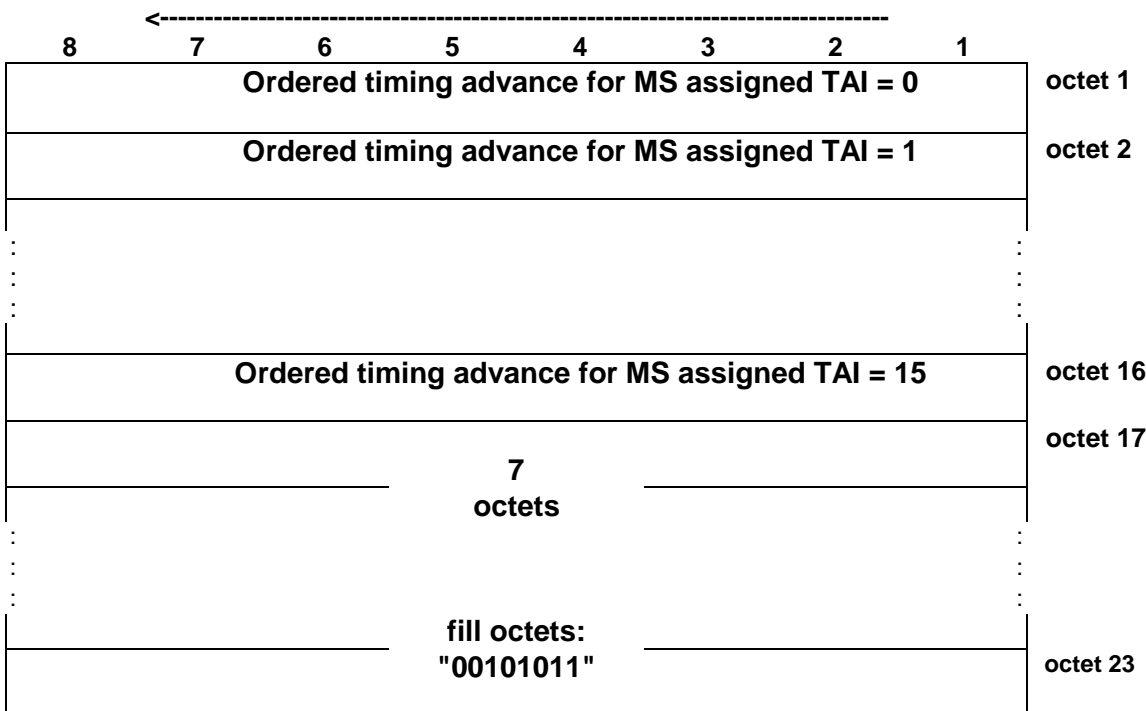 <--------------------------------------------------------------------------------
8 7 6 5 4 3 2 1
Ordered timing advance for MS assigned TAI = 0 octet 1
Ordered timing advance for MS assigned TAI = 1 octet 2
: :
: :
: :
Ordered timing advance for MS assigned TAI = 15 octet 16
octet 17
7
octets
: :
: :
: :
fill octets:
"00101011" octet 23